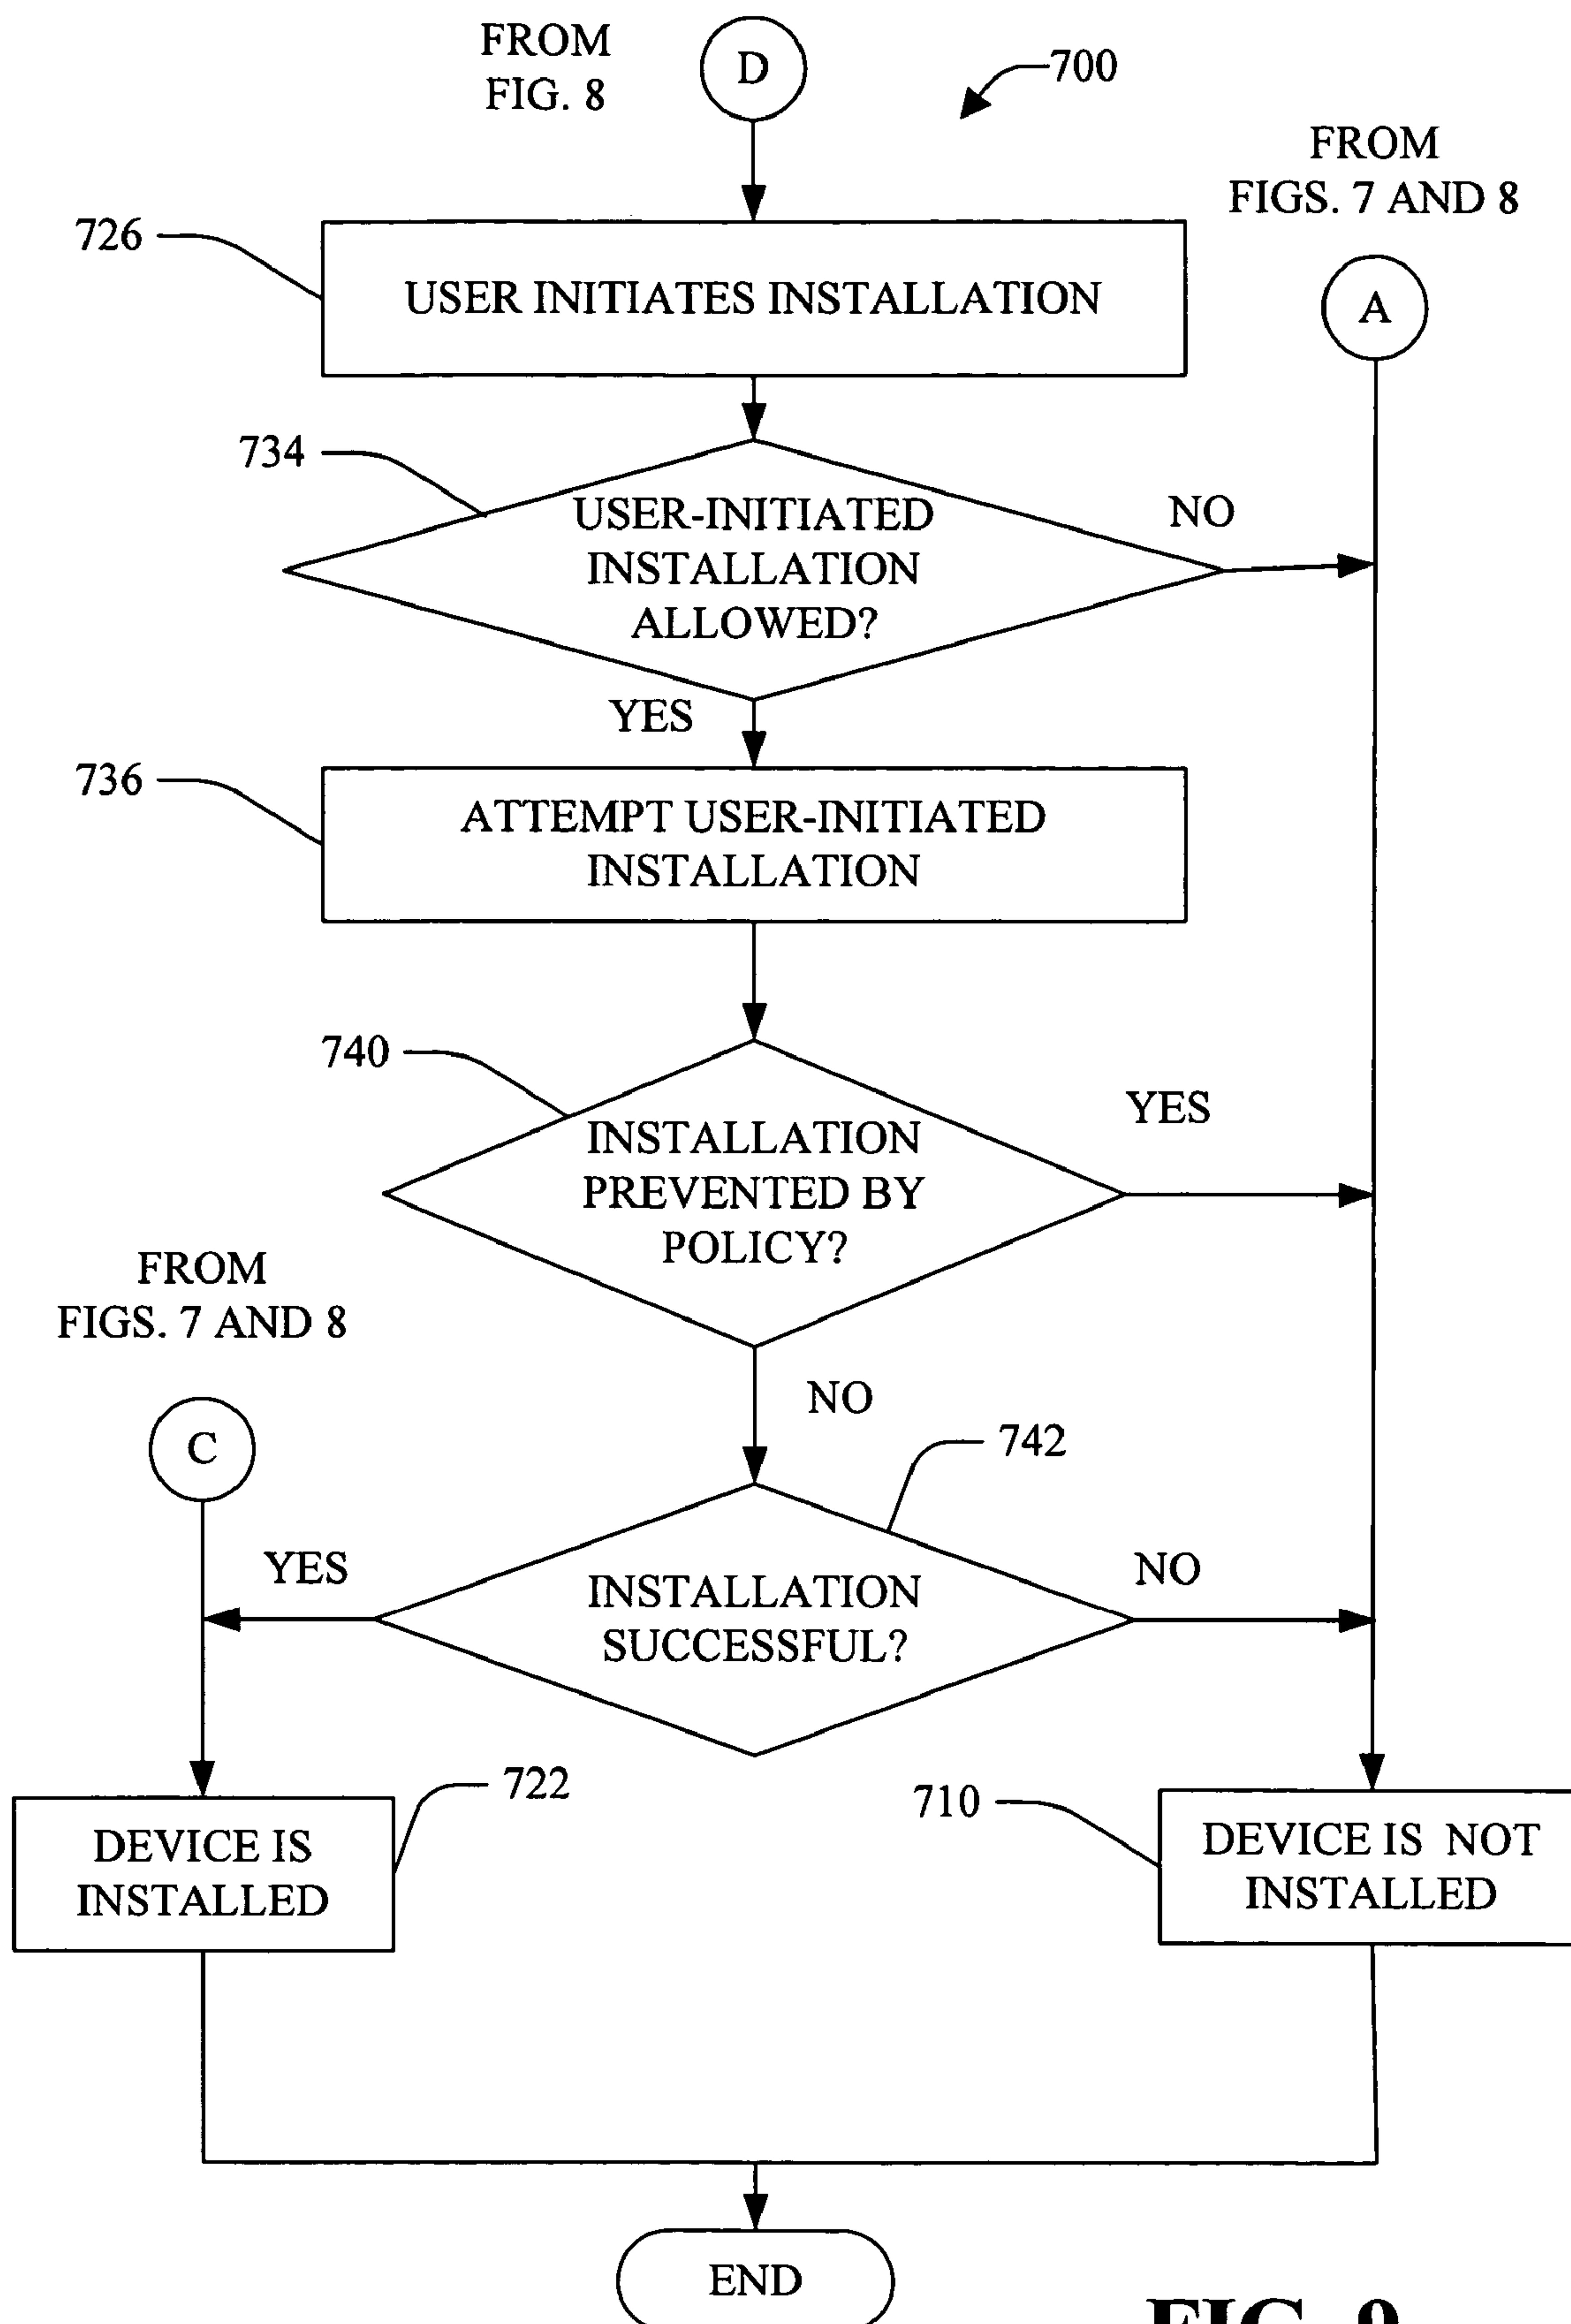 FROM
FIG. 8
D
700
FROM
FIGS. 7 AND 8
A
726
USER INITIATES INSTALLATION
734
USER-INITIATED
INSTALLATION
ALLOWED?
NO
YES
736
ATTEMPT USER-INITIATED
INSTALLATION
740
INSTALLATION
PREVENTED BY
POLICY?
YES
NO
FROM
FIGS. 7 AND 8
C
742
INSTALLATION
SUCCESSFUL?
YES
NO
722
DEVICE IS
INSTALLED
710
DEVICE IS NOT
INSTALLED
END
FIG. 9